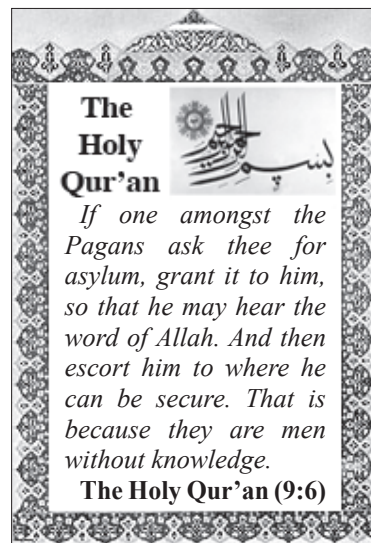 The
Holy
Qur’an
بسم الله الرحمن الرحيم
If one amongst the
Pagans ask thee for
asylum, grant it to him,
so that he may hear the
word of Allah. And then
escort him to where he
can be secure. That is
because they are men
without knowledge.
The Holy Qur’an (9:6)